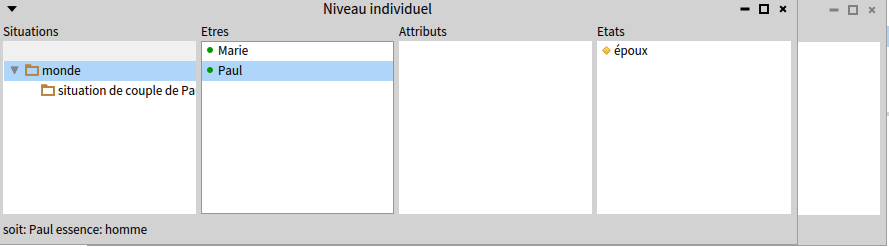 Niveau individuel
Situations
Etres
Attributs
Etats
Marie
époux
monde
Paul
situation de couple de Pa
soit: Paul essence: homme